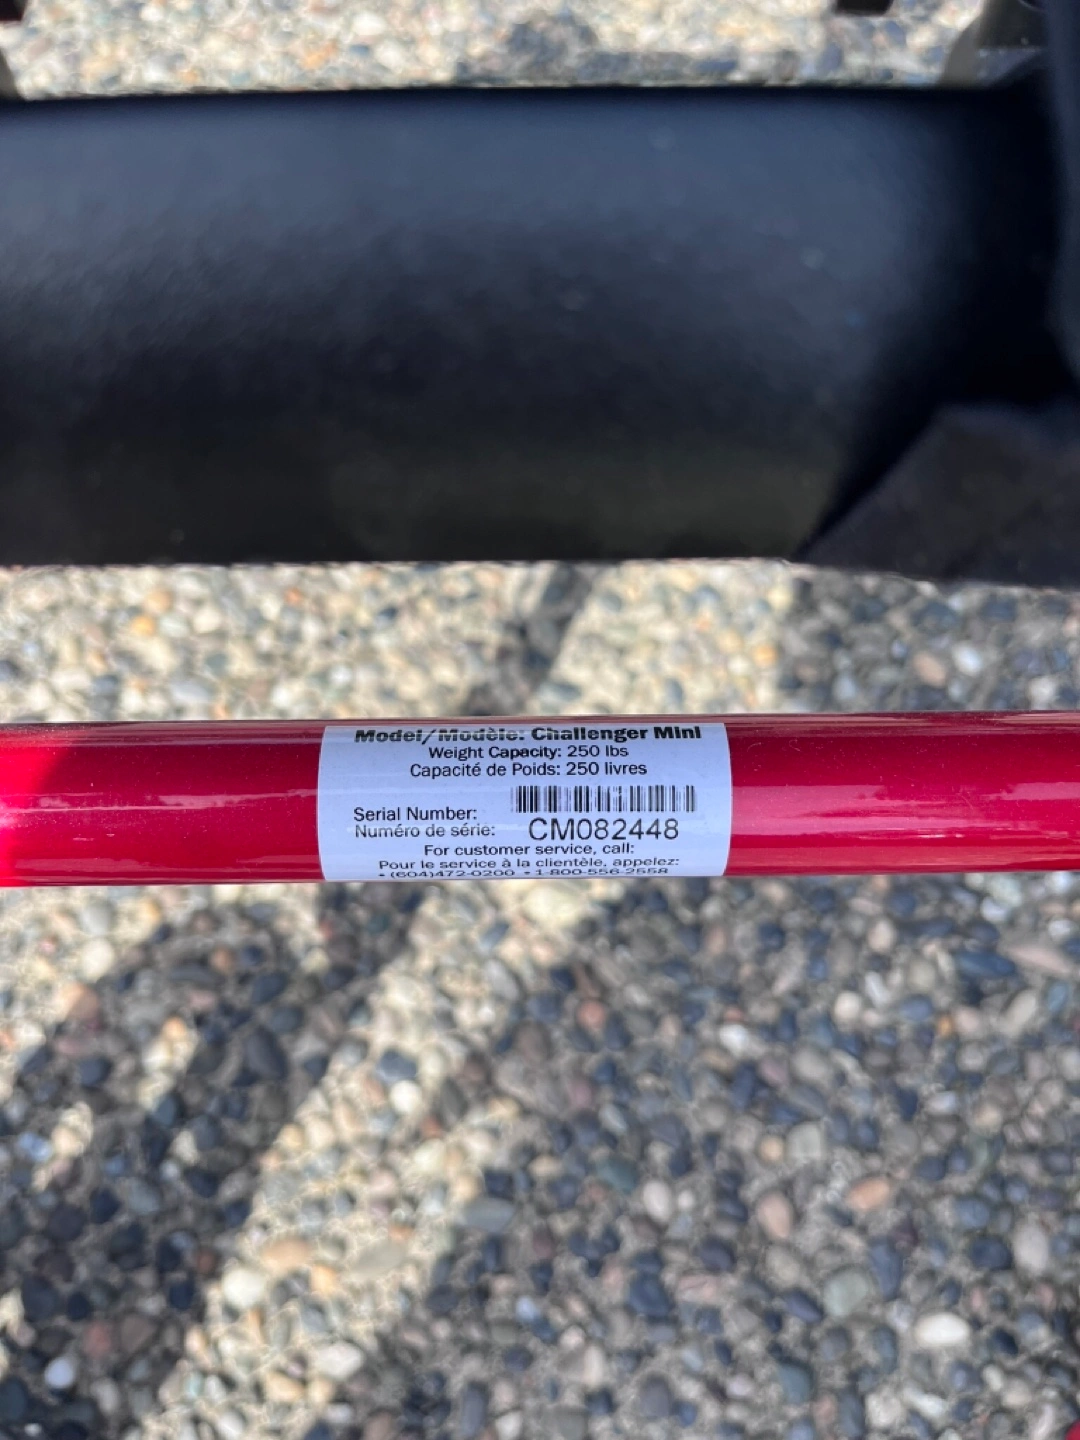 Model/Modèle: Challenger Mini
Weight Capacity: 250 lbs
Capacité de Poids: 250 livres
Serial Number:
Numéro de série: CM082448
For customer service, call:
Pour le service à la clientèle, appelez:
• (604)472-0200 • 1-800-556-2558